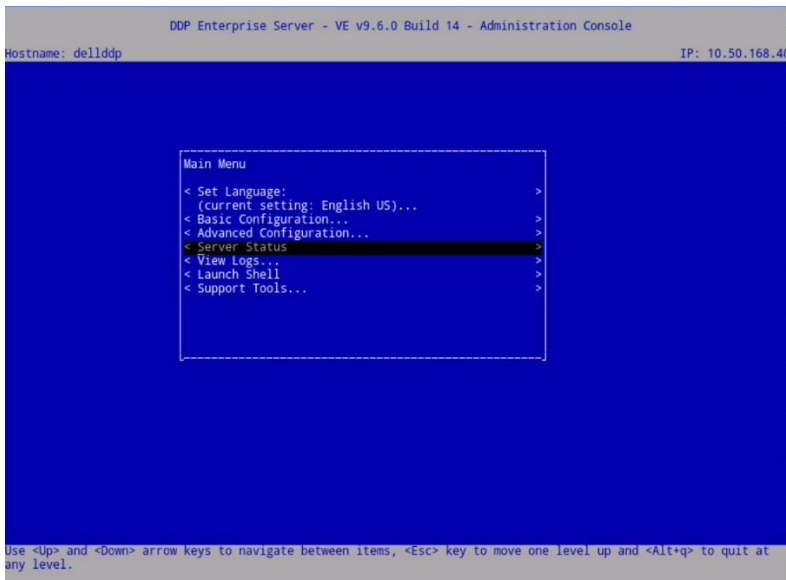 DDP Enterprise Server - VE v9.6.0 Build 14 - Administration Console
Hostname: dellddp IP: 10.50.168.40
Main Menu
< Set Language: >
(current setting: English US)...
< Basic Configuration... >
< Advanced Configuration... >
< Server Status >
< View Logs... >
< Launch Shell >
< Support Tools... >
Use <Up> and <Down> arrow keys to navigate between items, <Esc> key to move one level up and <Alt+q> to quit at
any level.